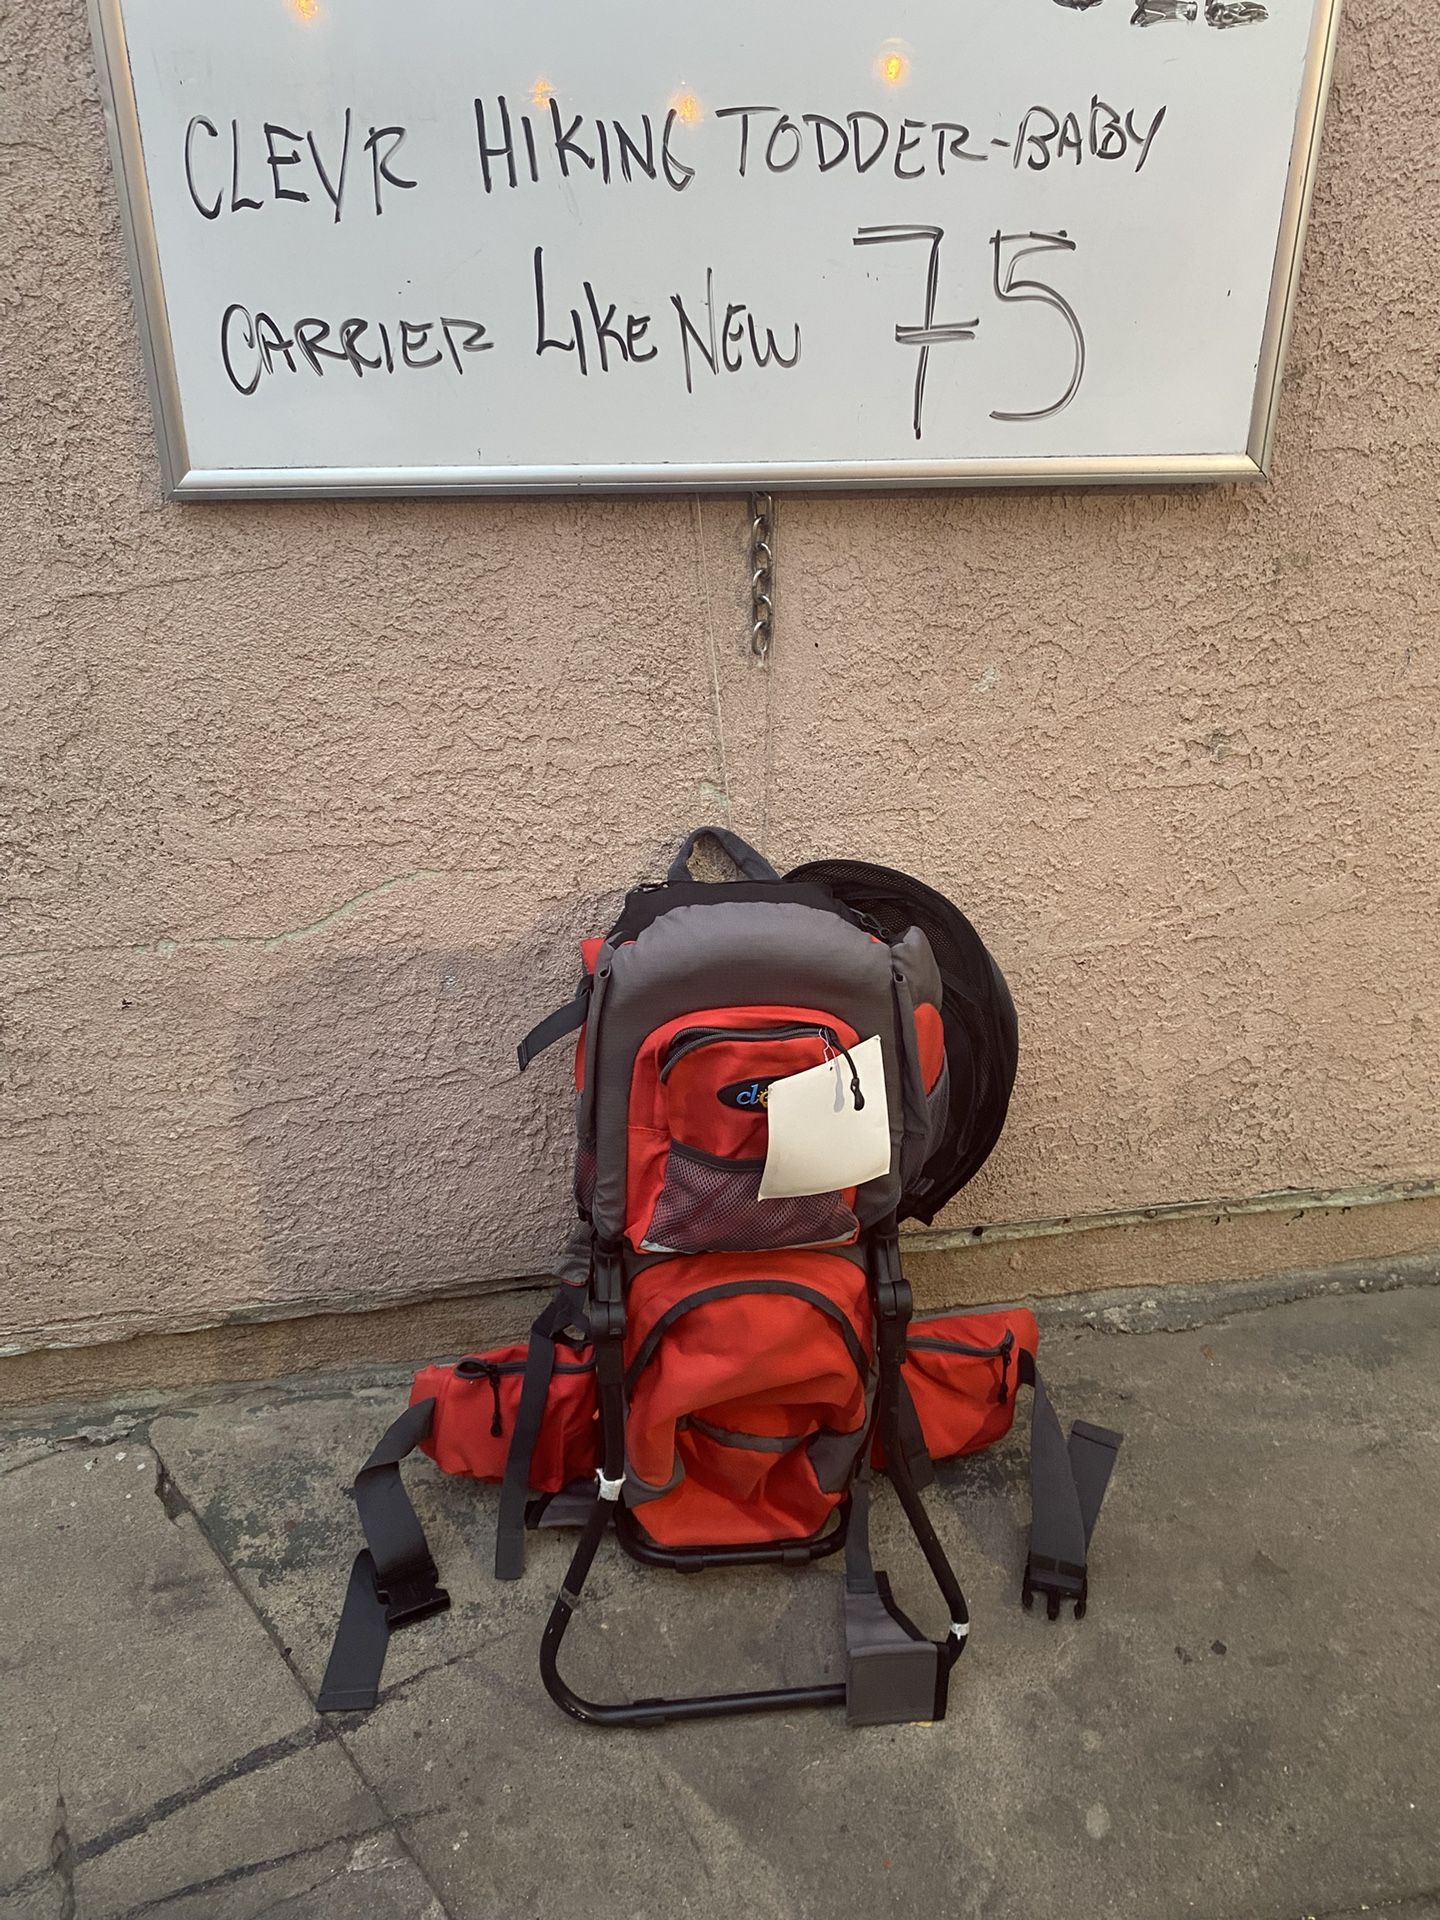 CLEVR HIKING TODDER-BABY
CARRIER LIKE NEW 75